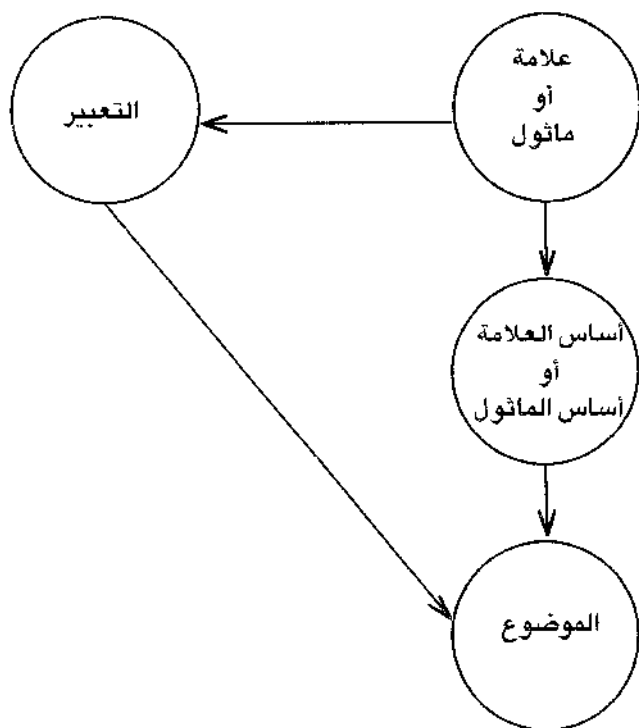 علامة
أو
ماثول
التعبير
أساس العلامة
أو
أساس الماثول
الموضوع